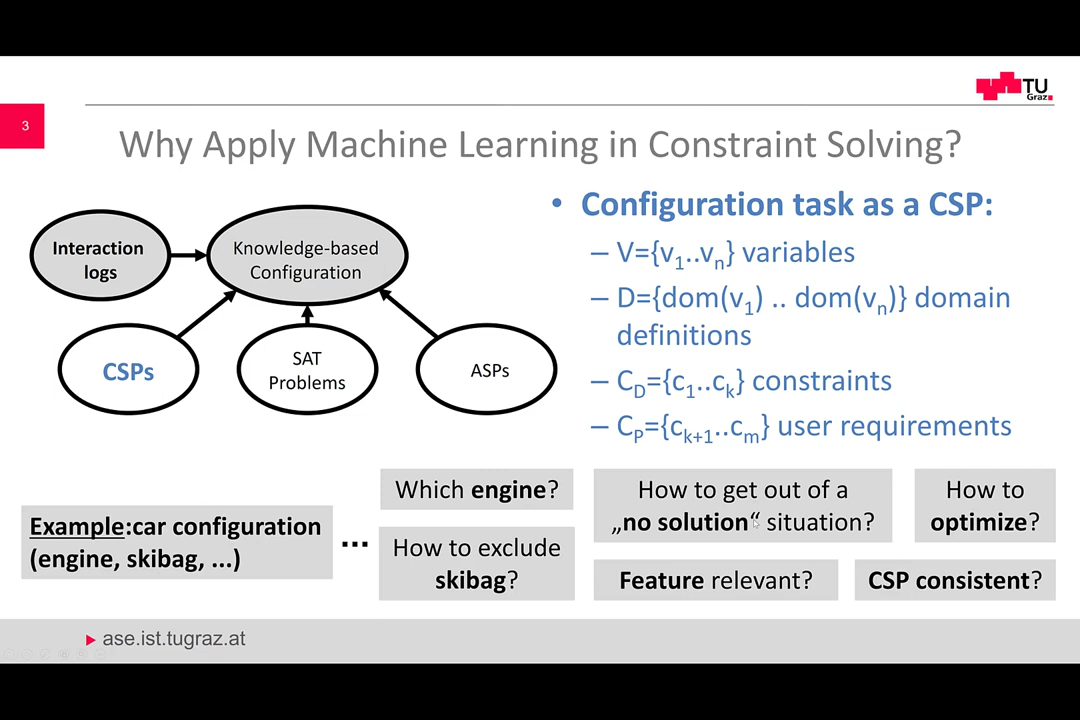 TU
Graz
3
Why Apply Machine Learning in Constraint Solving?
Interaction
logs
Knowledge-based
Configuration
CSPs
SAT
Problems
ASPs
• Configuration task as a CSP:
– V={v1..vn} variables
– D={dom(v1) .. dom(vn)} domain
definitions
– CD={c1..ck} constraints
– CP={ck+1..cm} user requirements
Example:car configuration
(engine, skibag, ...)
...
Which engine?
How to exclude
skibag?
How to get out of a
„no solution“ situation?
Feature relevant?
How to
optimize?
CSP consistent?
ase.ist.tugraz.at